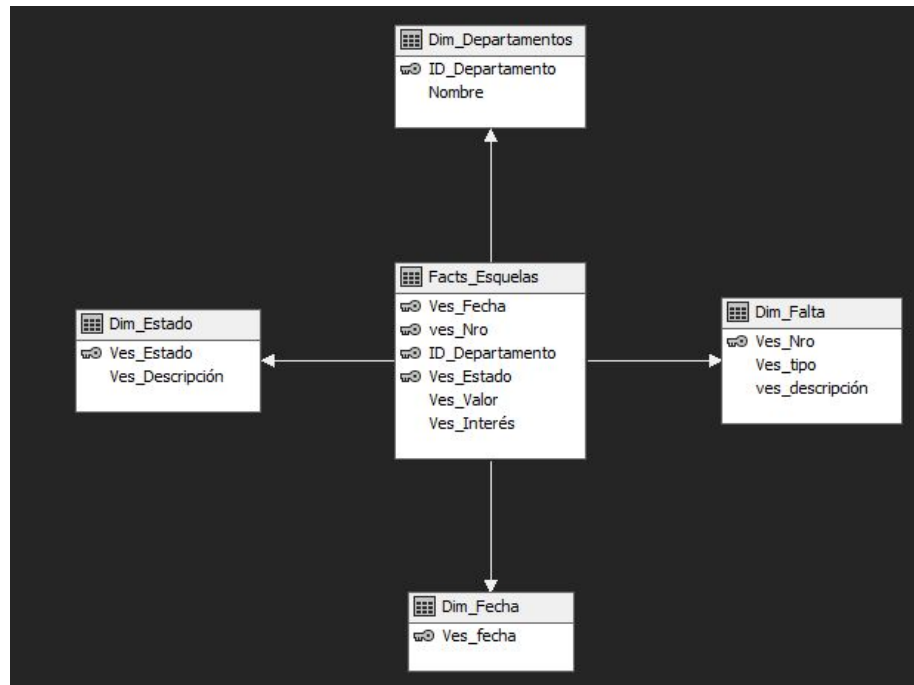 Dim_Departamentos
ID_Departamento
Nombre
Facts_Esquelas
Ves_Fecha
ves_Nro
ID_Departamento
Ves_Estado
Ves_Valor
Ves_Interés
Dim_Estado
Ves_Estado
Ves_Descripción
Dim_Falta
Ves_Nro
Ves_tipo
ves_descripción
Dim_Fecha
Ves_fecha